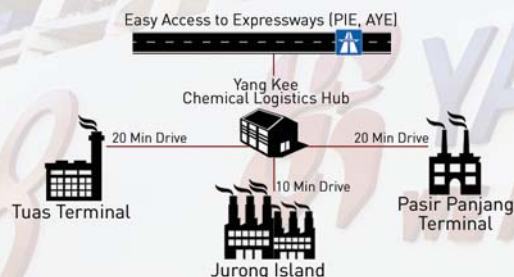 Easy Access to Expressways (PIE, AYE)
Yang Kee
Chemical Logistics Hub
20 Min Drive
20 Min Drive
10 Min Drive
Tuas Terminal
Pasir Panjang
Terminal
Jurong Island